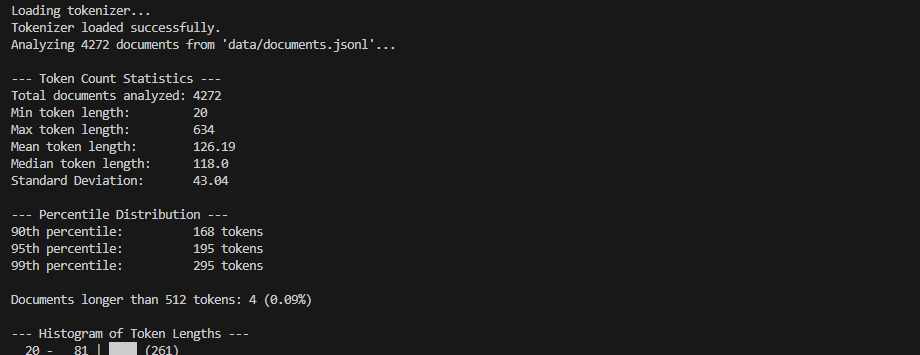 Loading tokenizer...
Tokenizer loaded successfully.
Analyzing 4272 documents from 'data/documents.jsonl'...
--- Token Count Statistics ---
Total documents analyzed: 4272
Min token length: 20
Max token length: 634
Mean token length: 126.19
Median token length: 118.0
Standard Deviation: 43.04
--- Percentile Distribution ---
90th percentile: 168 tokens
95th percentile: 195 tokens
99th percentile: 295 tokens
Documents longer than 512 tokens: 4 (0.09%)
--- Histogram of Token Lengths ---
20 - 81 | ████ (261)